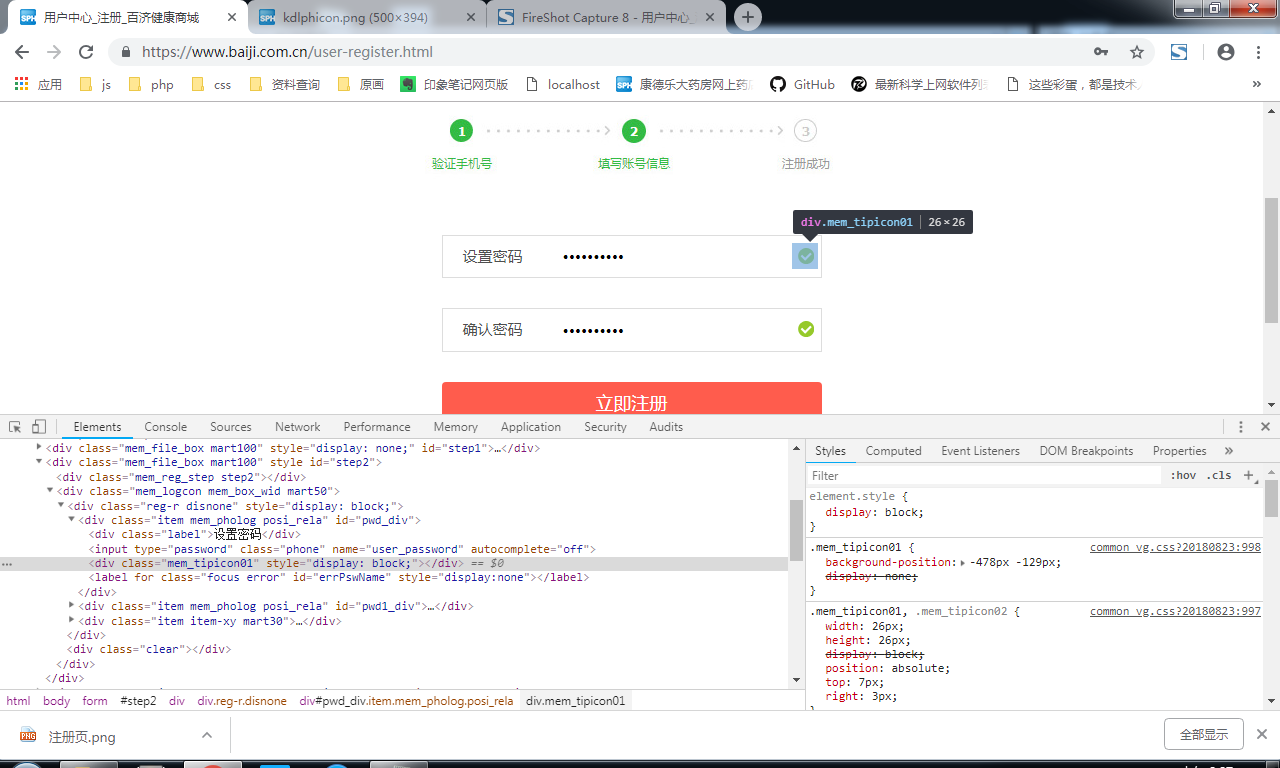 用户中心_注册_百济健康商城
kdlphicon.png (500×394)
FireShot Capture 8 - 用户中心_
https://www.baiji.com.cn/user-register.html
应用 js php css 资料查询 原画 印象笔记网页版 localhost 康德乐大药房网上药 GitHub 最新科学上网软件列 这些彩蛋，都是技术 »
1 2 3
验证手机号 填写账号信息 注册成功
div.mem_tipicon01 26×26
设置密码 ••••••••••
确认密码 ••••••••••
立即注册
Elements Console Sources Network Performance Memory Application Security Audits
<div class="mem_file_box mart100" style="display: none;" id="step1">…</div>
<div class="mem_file_box mart100" style id="step2">
<div class="mem_reg_step step2"></div>
<div class="mem_logcon mem_box_wid mart50">
<div class="reg-r disnone" style="display: block;">
<div class="item mem_pholog posi_rela" id="pwd_div">
<div class="label">设置密码</div>
<input type="password" class="phone" name="user_password" autocomplete="off">
<div class="mem_tipicon01" style="display: block;"></div> == $0
<label for class="focus error" id="errPswName" style="display:none"></label>
</div>
<div class="item mem_pholog posi_rela" id="pwd1_div">…</div>
<div class="item item-xy mart30">…</div>
</div>
<div class="clear"></div>
</div>
</div>
html body form #step2 div div.reg-r.disnone div#pwd_div.item.mem_pholog.posi_rela div.mem_tipicon01
Styles Computed Event Listeners DOM Breakpoints Properties »
Filter :hov .cls +
element.style {
display: block;
}
.mem_tipicon01 { common_vg.css?20180823:998
background-position: -478px -129px;
display: none;
}
.mem_tipicon01, .mem_tipicon02 { common_vg.css?20180823:997
width: 26px;
height: 26px;
display: block;
position: absolute;
top: 7px;
right: 3px;
SPH
SPH
SPH
PNG
注册页.png
全部显示